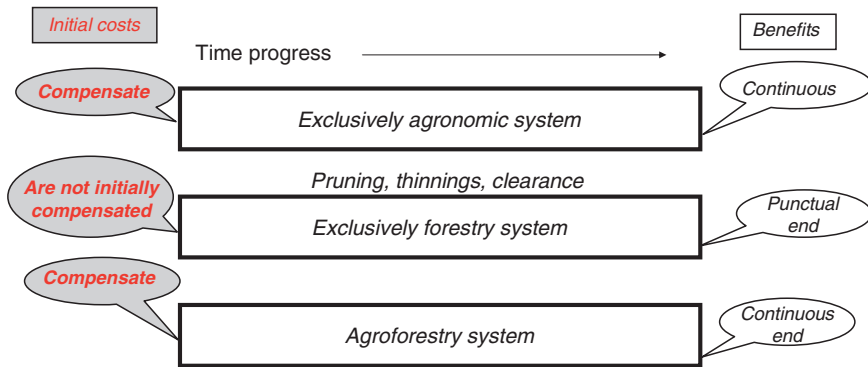 Initial costs
Time progress
Benefits
Compensate
Exclusively agronomic system
Continuous
Pruning, thinnings, clearance
Are not initially
compensated
Exclusively forestry system
Punctual
end
Compensate
Agroforestry system
Continuous
end